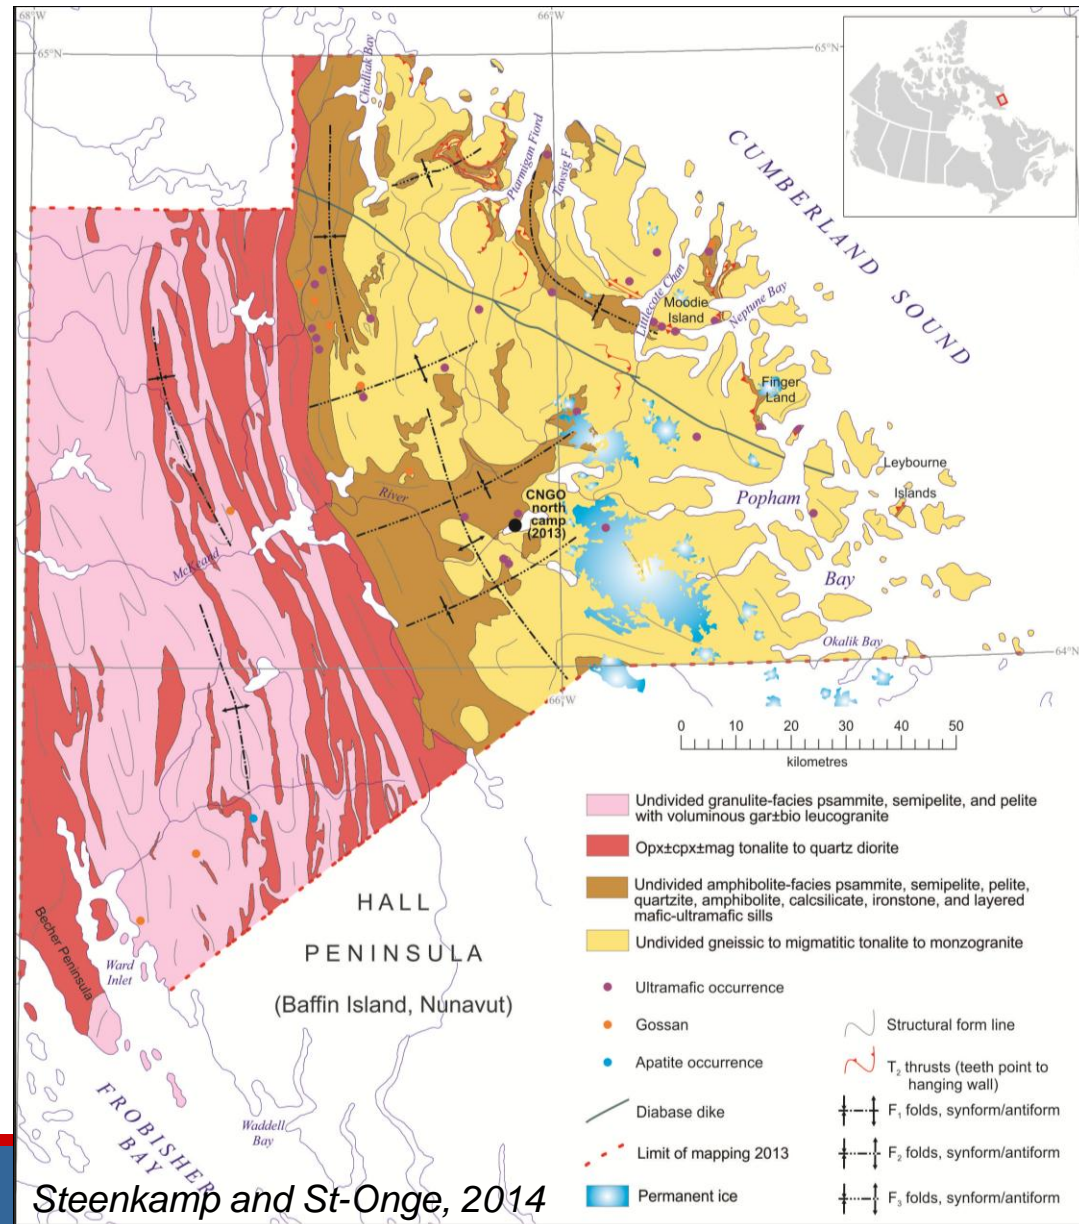 68°W
66°W
65°N
65°N
Chidliak Bay
Ptarmigan Fiord
Tawsig F.
CUMBERLAND
SOUND
Littlecote Chan
Moodie
Island
Neptune Bay
Finger
Land
Leybourne
Islands
River
CNGO
north
camp
(2013)
Popham
McKeand
Bay
Okalik Bay
64°N
66°W
0 10 20 30 40 50
kilometres
Undivided granulite-facies psammite, semipelite, and pelite
with voluminous gar±bio leucogranite
Opx±cpx±mag tonalite to quartz diorite
Undivided amphibolite-facies psammite, semipelite, pelite,
quartzite, amphibolite, calcsilicate, ironstone, and layered
mafic-ultramafic sills
Undivided gneissic to migmatitic tonalite to monzogranite
HALL
PENINSULA
(Baffin Island, Nunavut)
Becher Peninsula
Ward
Inlet
Ultramafic occurrence
Gossan
Apatite occurrence
Diabase dike
Limit of mapping 2013
Permanent ice
Structural form line
T₂ thrusts (teeth point to
hanging wall)
F₁ folds, synform/antiform
F₂ folds, synform/antiform
F₃ folds, synform/antiform
FROBISHER
BAY
Waddell
Bay
Steenkamp and St-Onge, 2014